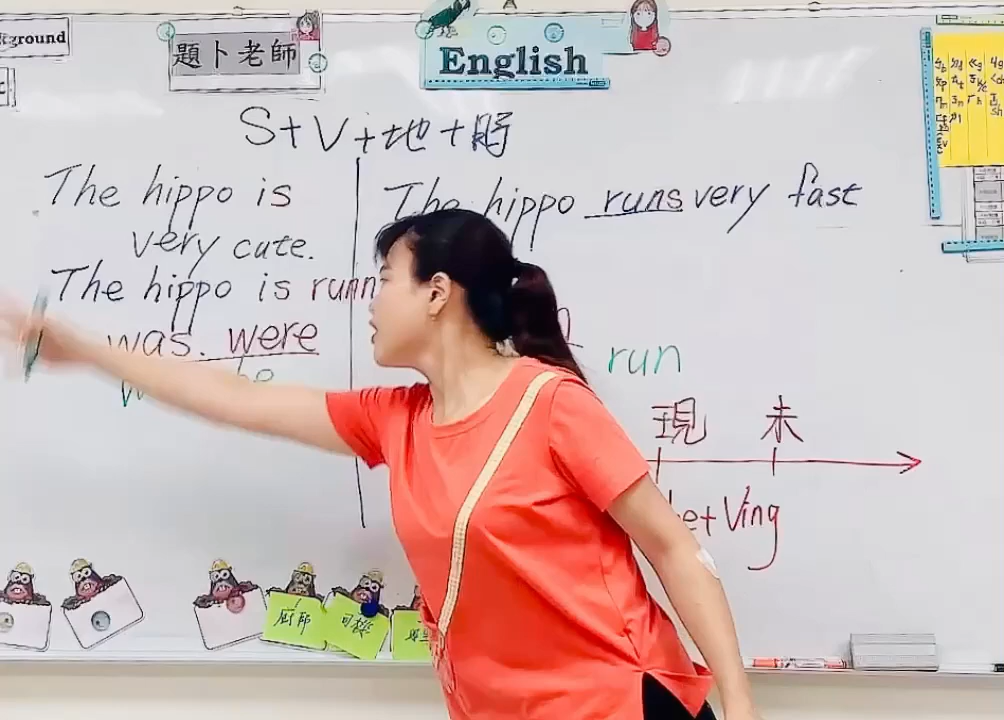 ground
題卜老師
English
S+V+地+時
The hippo is
very cute.
The hippo is runn
was. were
The hippo runs very fast
run
現 未
be+Ving
廚師
司機